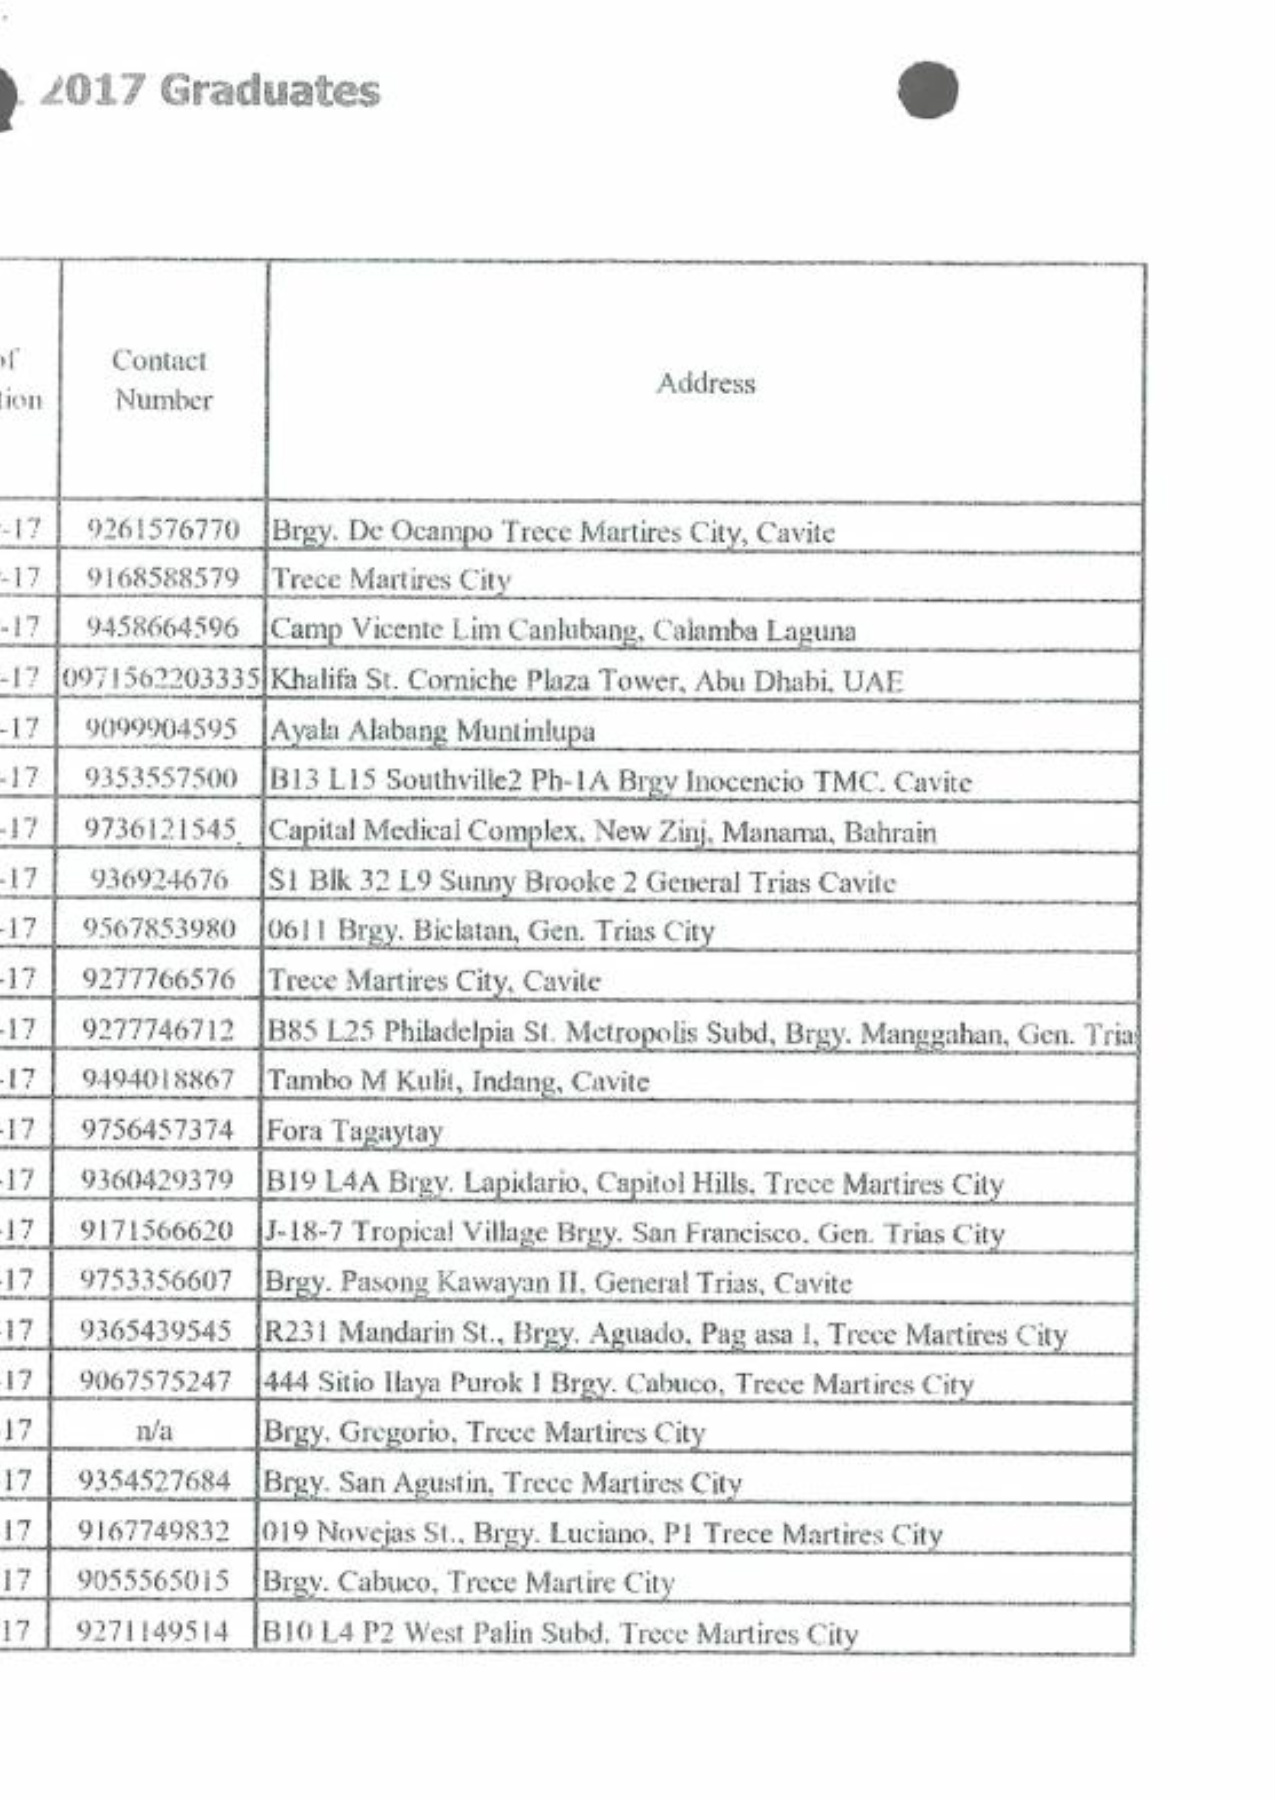 2017 Graduates
of
tion
Contact
Number
Address
-17 9261576770 Brgy. De Ocampo Trece Martires City, Cavite
-17 9168588579 Trece Martires City
-17 9458664596 Camp Vicente Lim Canlubang, Calamba Laguna
-17 0971562203335 Khalifa St. Corniche Plaza Tower, Abu Dhabi, UAE
-17 9099904595 Ayala Alabang Muntinlupa
-17 9353557500 B13 L15 Southville2 Ph-1A Brgy Inocencio TMC. Cavite
-17 9736121545 Capital Medical Complex, New Zinj, Manama, Bahrain
-17 936924676 S1 Blk 32 L9 Sunny Brooke 2 General Trias Cavite
-17 9567853980 0611 Brgy. Biclatan, Gen. Trias City
-17 9277766576 Trece Martires City, Cavite
-17 9277746712 B85 L25 Philadelpia St. Metropolis Subd, Brgy. Manggahan, Gen. Tria
-17 9494018867 Tambo M Kulit, Indang, Cavite
-17 9756457374 Fora Tagaytay
-17 9360429379 B19 L4A Brgy. Lapidario, Capitol Hills, Trece Martires City
-17 9171566620 J-18-7 Tropical Village Brgy. San Francisco, Gen. Trias City
-17 9753356607 Brgy. Pasong Kawayan II, General Trias, Cavite
-17 9365439545 R231 Mandarin St., Brgy. Aguado, Pag asa I, Trece Martires City
-17 9067575247 444 Sitio Ilaya Purok I Brgy. Cabuco, Trece Martires City
17 n/a Brgy. Gregorio, Trece Martires City
17 9354527684 Brgy. San Agustin, Trece Martires City
17 9167749832 019 Novejas St., Brgy. Luciano, P1 Trece Martires City
17 9055565015 Brgy. Cabuco, Trece Martire City
17 9271149514 B10 L4 P2 West Palin Subd. Trece Martires City